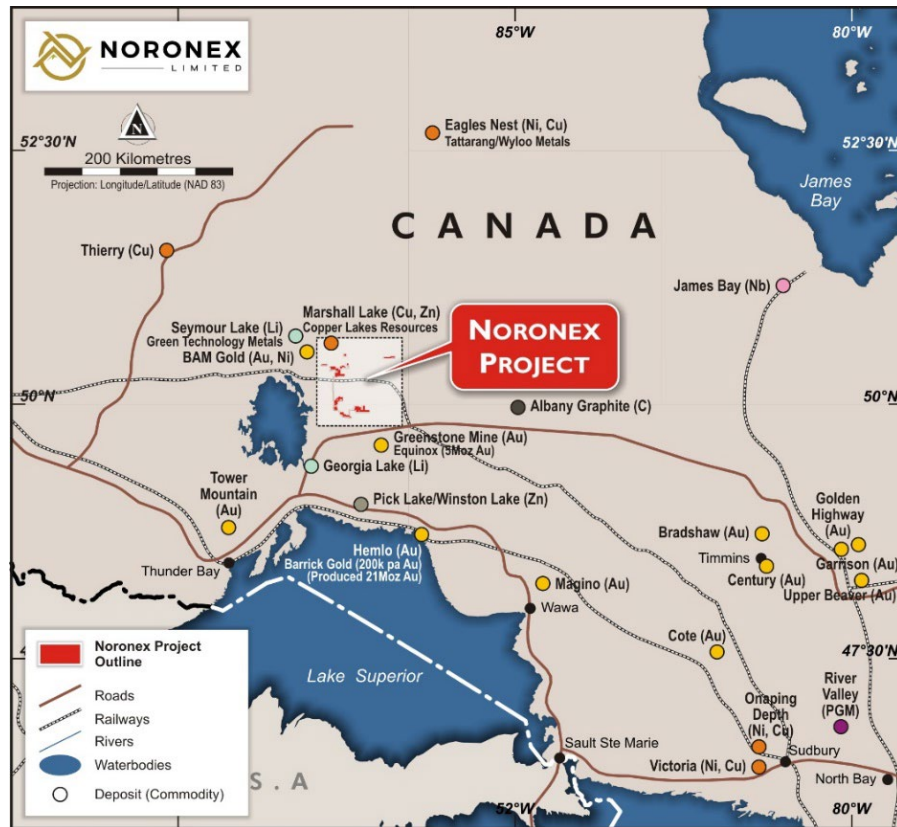 NORONEX
LIMITED
85°W
80°W
N
200 Kilometres
Projection: Longitude/Latitude (NAD 83)
Eagles Nest (Ni, Cu)
Tattarang/Wyloo Metals
52°30'N
52°30'N
James
Bay
CANADA
Thierry (Cu)
James Bay (Nb)
Marshall Lake (Cu, Zn)
Copper Lakes Resources
Seymour Lake (Li)
Green Technology Metals
BAM Gold (Au, Ni)
NORONEX
PROJECT
50°N
50°N
Albany Graphite (C)
Greenstone Mine (Au)
Equinox (5Moz Au)
Georgia Lake (Li)
Tower
Mountain
(Au)
Pick Lake/Winston Lake (Zn)
Golden
Highway
(Au)
Bradshaw (Au)
Hemlo (Au)
Barrick Gold (200k pa Au)
(Produced 21Moz Au)
Timmins
Garrison (Au)
Thunder Bay
Century (Au)
Magino (Au)
Upper Beaver (Au)
Wawa
Cote (Au)
47°30'N
Noronex Project
Outline
Roads
Railways
Rivers
Waterbodies
Deposit (Commodity)
Lake Superior
River
Valley
(PGM)
Onaping
Depth
(Ni, Cu)
Sault Ste Marie
Sudbury
Victoria (Ni, Cu)
North Bay
S.A
80°W